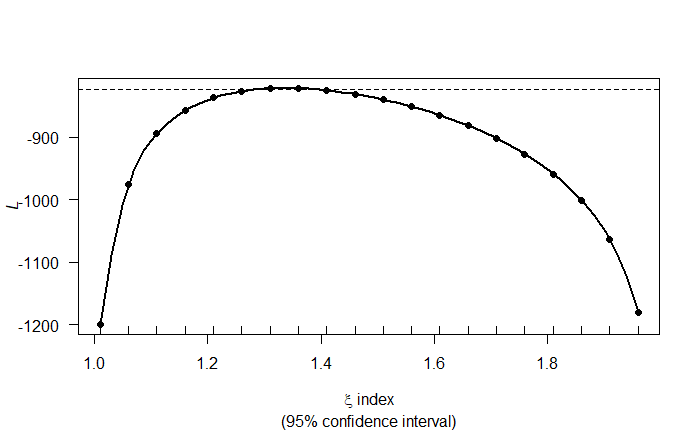 -900
-1000
-1100
-1200
L
1.0 1.2 1.4 1.6 1.8
ξ index
(95% confidence interval)